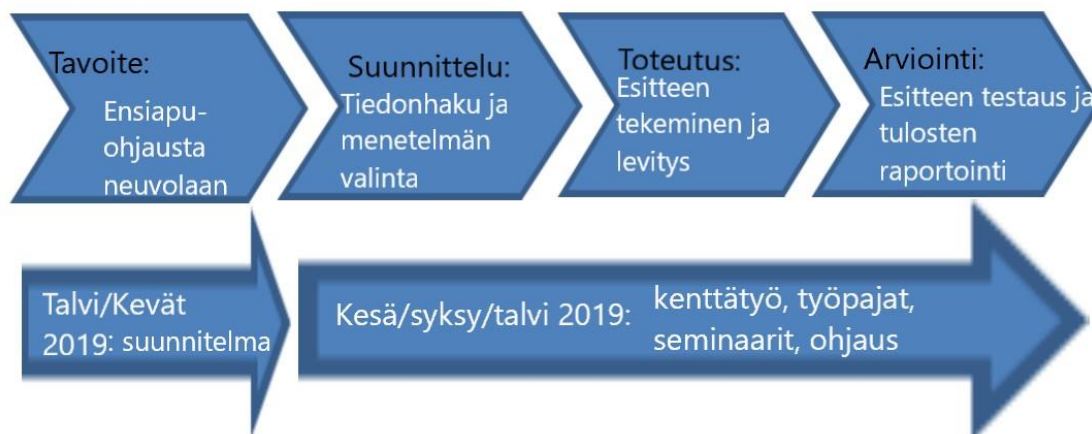 Tavoite:
Ensiapu-
ohjausta
neuvolaan
Suunnittelu:
Tiedonhaku ja
menetelmän
valinta
Toteutus:
Esitteen
tekeminen ja
levitys
Arviointi:
Esitteen testaus ja
tulosten
raportointi
Talvi/Kevät
2019: suunnitelma
Kesä/syksy/talvi 2019:
kenttätyö, työpajat,
seminaarit, ohjaus